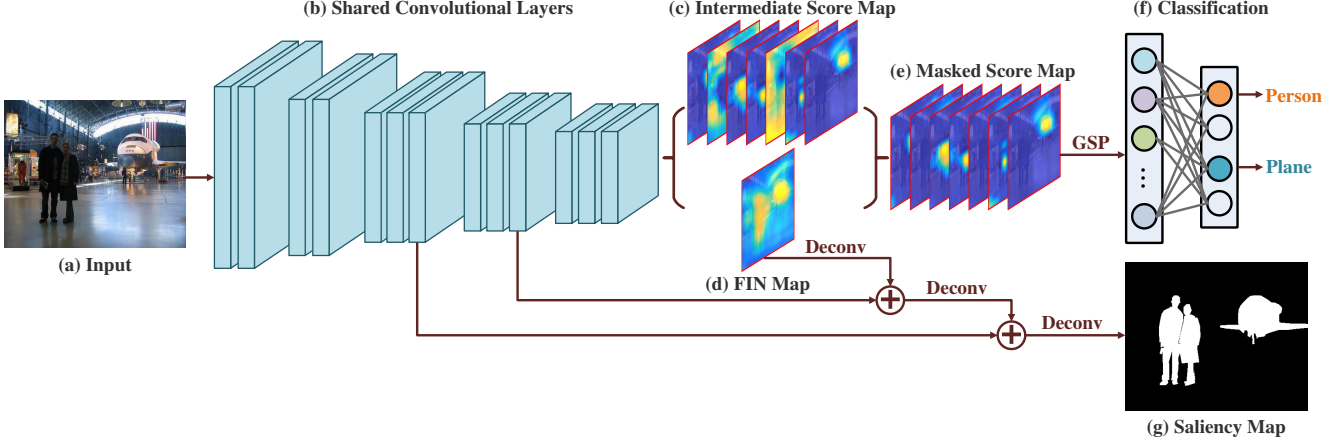 (b) Shared Convolutional Layers
(c) Intermediate Score Map
(f) Classification
(e) Masked Score Map
Person
GSP
Plane
...
(a) Input
Deconv
(d) FIN Map
Deconv
Deconv
(g) Saliency Map